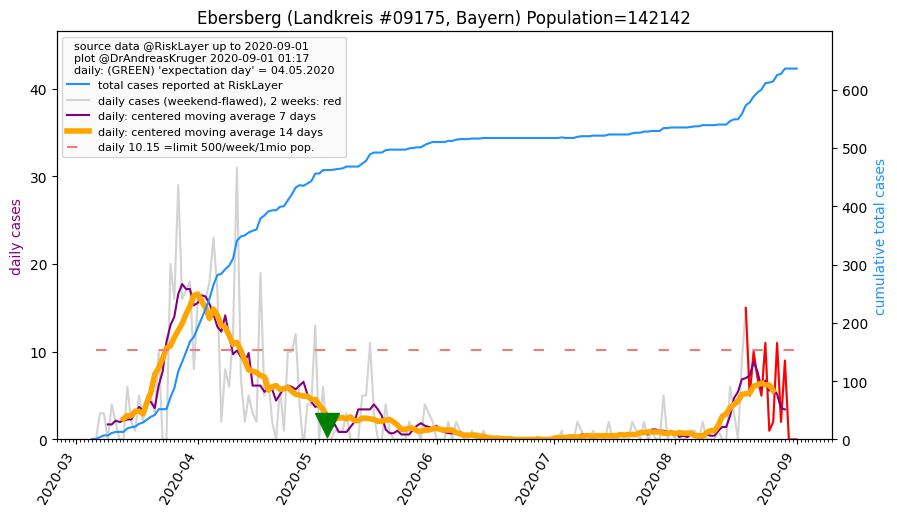 Ebersberg (Landkreis #09175, Bayern) Population=142142
source data @RiskLayer up to 2020-09-01
plot @DrAndreasKruger 2020-09-01 01:17
daily: (GREEN) 'expectation day' = 04.05.2020
total cases reported at RiskLayer
daily cases (weekend-flawed), 2 weeks: red
daily: centered moving average 7 days
daily: centered moving average 14 days
daily 10.15 =limit 500/week/1mio pop.
daily cases
40
30
20
10
0
cumulative total cases
600
500
400
300
200
100
0
2020-03
2020-04
2020-05
2020-06
2020-07
2020-08
2020-09